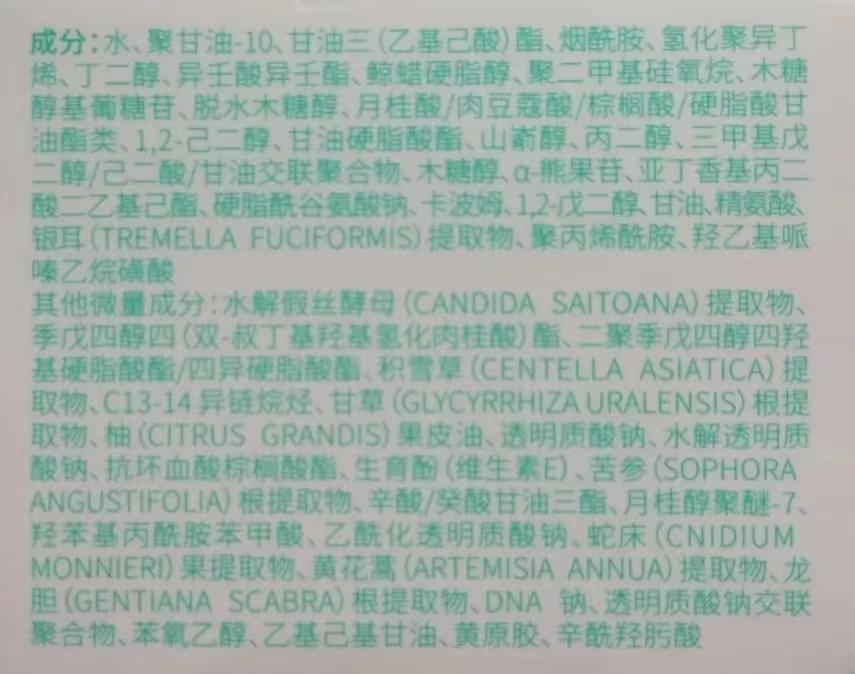 成分：水、聚甘油-10、甘油三（乙基己酸）酯、烟酰胺、氢化聚异丁
烯、丁二醇、异壬酸异壬酯、鲸蜡硬脂醇、聚二甲基硅氧烷、木糖
醇基葡糖苷、脱水木糖醇、月桂酸/肉豆蔻酸/棕榈酸/硬脂酸甘
油酯类、1,2-己二醇、甘油硬脂酸酯、山嵛醇、丙二醇、三甲基戊
二醇/己二酸/甘油交联聚合物、木糖醇、α-熊果苷、亚丁香基丙二
酸二乙基己酯、硬脂酰谷氨酸钠、卡波姆、1,2-戊二醇、甘油、精氨酸、
银耳（TREMELLA FUCIFORMIS）提取物、聚丙烯酰胺、羟乙基哌
嗪乙烷磺酸
其他微量成分：水解假丝酵母（CANDIDA SAITOANA）提取物、
季戊四醇四（双-叔丁基羟基氢化肉桂酸）酯、二聚季戊四醇四羟
基硬脂酸酯/四异硬脂酸酯、积雪草（CENTELLA ASIATICA）提
取物、C13-14 异链烷烃、甘草（GLYCYRRHIZA URALENSIS）根提
取物、柚（CITRUS GRANDIS）果皮油、透明质酸钠、水解透明质
酸钠、抗坏血酸棕榈酸酯、生育酚（维生素E）、苦参（SOPHORA
ANGUSTIFOLIA）根提取物、辛酸/癸酸甘油三酯、月桂醇聚醚-7、
羟苯基丙酰胺苯甲酸、乙酰化透明质酸钠、蛇床（CNIDIUM
MONNIERI）果提取物、黄花蒿（ARTEMISIA ANNUA）提取物、龙
胆（GENTIANA SCABRA）根提取物、DNA 钠、透明质酸钠交联
聚合物、苯氧乙醇、乙基己基甘油、黄原胶、辛酰羟肟酸